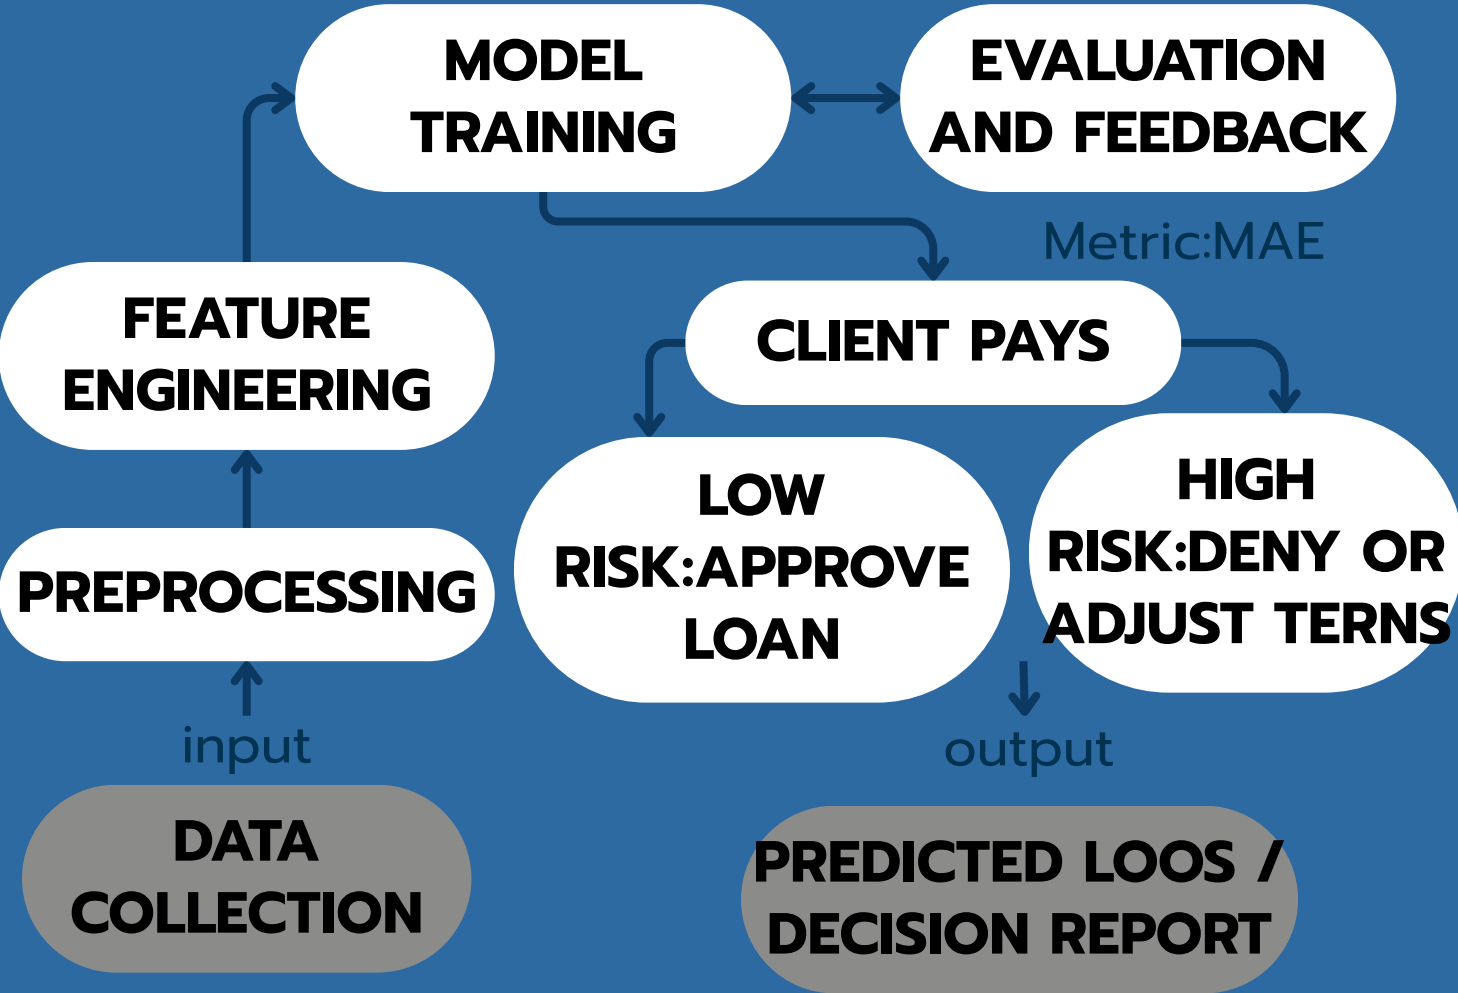 MODEL
TRAINING
EVALUATION
AND FEEDBACK
Metric:MAE
FEATURE
ENGINEERING
CLIENT PAYS
LOW
RISK:APPROVE
LOAN
HIGH
RISK:DENY OR
ADJUST TERNS
PREPROCESSING
input
output
DATA
COLLECTION
PREDICTED LOOS /
DECISION REPORT